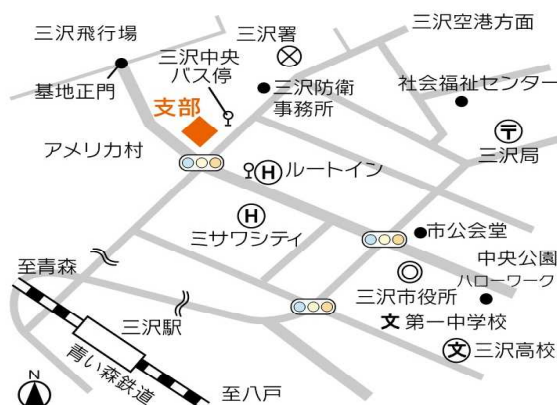 三沢飛行場
三沢署
三沢空港方面
三沢中央
バス停
基地正門
三沢防衛
事務所
社会福祉センター
支部
〒
三沢局
アメリカ村
H ルートイン
H
ミサワシティ
市公会堂
中央公園
ハローワーク
至青森
三沢市役所
文 第一中学校
三沢駅
文 三沢高校
青い森鉄道
至八戸
N